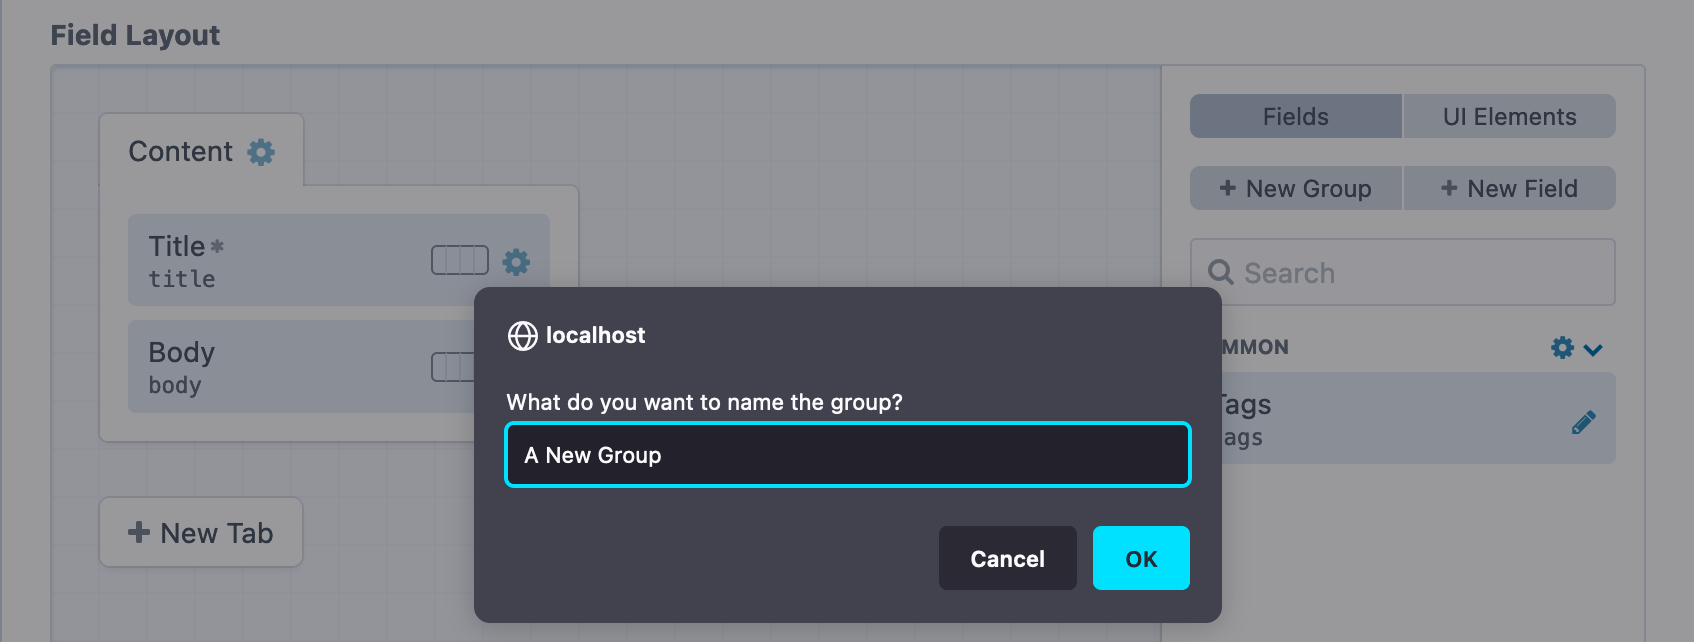 Field Layout
Content
Title*
title
Body
body
+ New Tab
Fields
UI Elements
+ New Group
+ New Field
Search
MMON
Tags
ags
localhost
What do you want to name the group?
A New Group
Cancel
OK